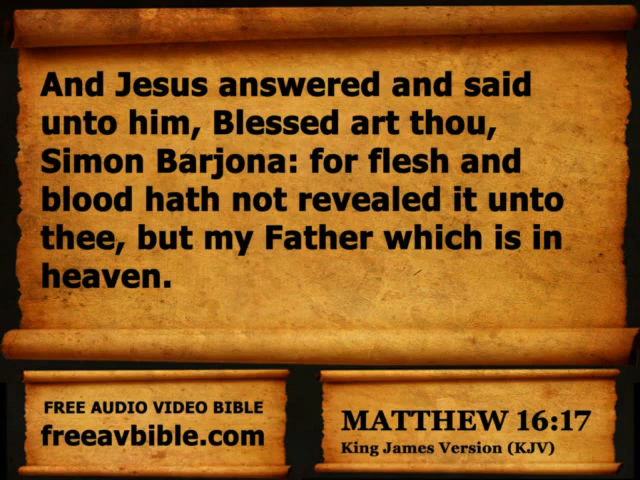 And Jesus answered and said
unto him, Blessed art thou,
Simon Barjona: for flesh and
blood hath not revealed it unto
thee, but my Father which is in
heaven.
FREE AUDIO VIDEO BIBLE
freeavbible.com
MATTHEW 16:17
King James Version (KJV)